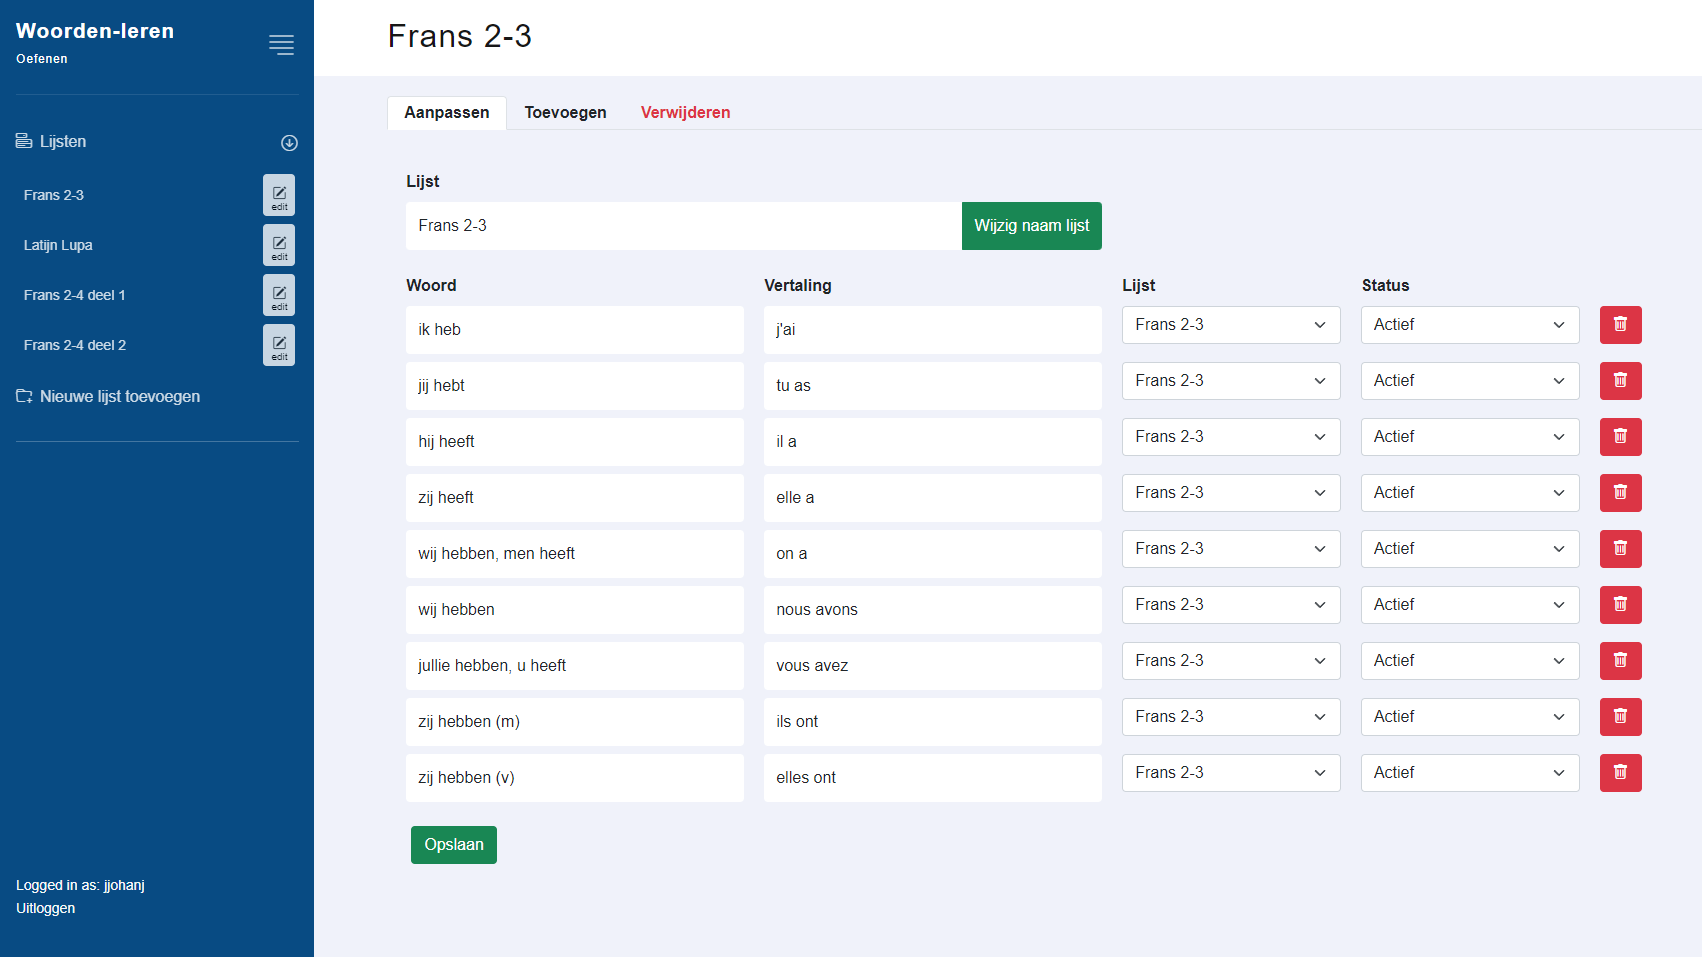 Woorden-leren
Oefenen
Lijsten
Frans 2-3
edit
Latijn Lupa
edit
Frans 2-4 deel 1
edit
Frans 2-4 deel 2
edit
Nieuwe lijst toevoegen
Logged in as: jjohanj
Uitloggen
Frans 2-3
Aanpassen Toevoegen Verwijderen
Lijst
Frans 2-3 Wijzig naam lijst
Woord Vertaling Lijst Status
ik heb j'ai Frans 2-3 Actief
jij hebt tu as Frans 2-3 Actief
hij heeft il a Frans 2-3 Actief
zij heeft elle a Frans 2-3 Actief
wij hebben, men heeft on a Frans 2-3 Actief
wij hebben nous avons Frans 2-3 Actief
jullie hebben, u heeft vous avez Frans 2-3 Actief
zij hebben (m) ils ont Frans 2-3 Actief
zij hebben (v) elles ont Frans 2-3 Actief
Opslaan